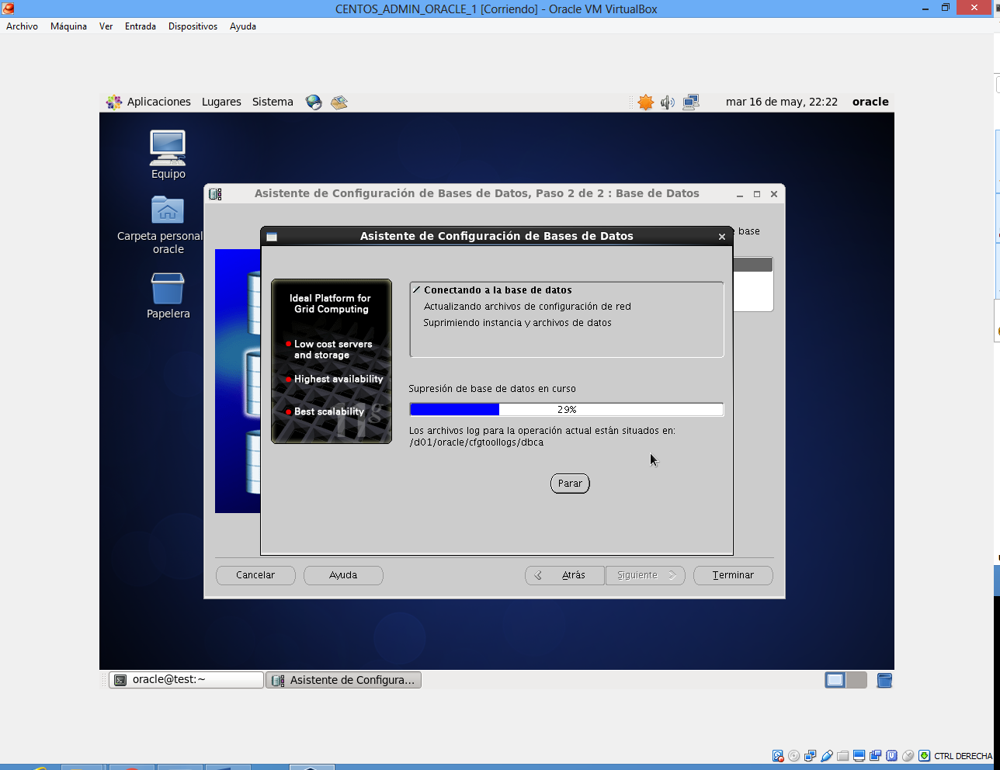 CENTOS_ADMIN_ORACLE_1 [Corriendo] - Oracle VM VirtualBox
Archivo Máquina Ver Entrada Dispositivos Ayuda
Aplicaciones Lugares Sistema mar 16 de may, 22:22 oracle
Equipo
Carpeta personal
oracle
Papelera
Asistente de Configuración de Bases de Datos, Paso 2 de 2 : Base de Datos
base
Asistente de Configuración de Bases de Datos
Ideal Platform for
Grid Computing
Low cost servers
and storage
Highest availability
Best scalability
11g
Conectando a la base de datos
Actualizando archivos de configuración de red
Suprimiendo instancia y archivos de datos
Supresión de base de datos en curso
29%
Los archivos log para la operación actual están situados en:
/d01/oracle/cfgtoollogs/dbca
Parar
Cancelar Ayuda Atrás Siguiente Terminar
oracle@test:~ Asistente de Configura...
CTRL DERECHA